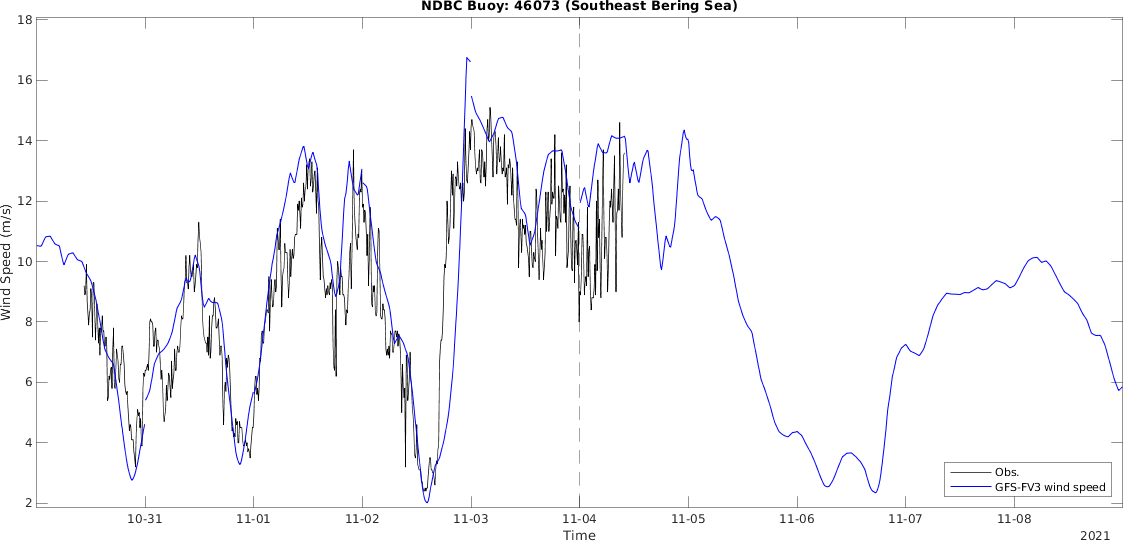 NDBC Buoy: 46073 (Southeast Bering Sea)
18
16
14
12
10
8
6
4
2
Wind Speed (m/s)
10-31 11-01 11-02 11-03 11-04 11-05 11-06 11-07 11-08
Time
2021
Obs.
GFS-FV3 wind speed